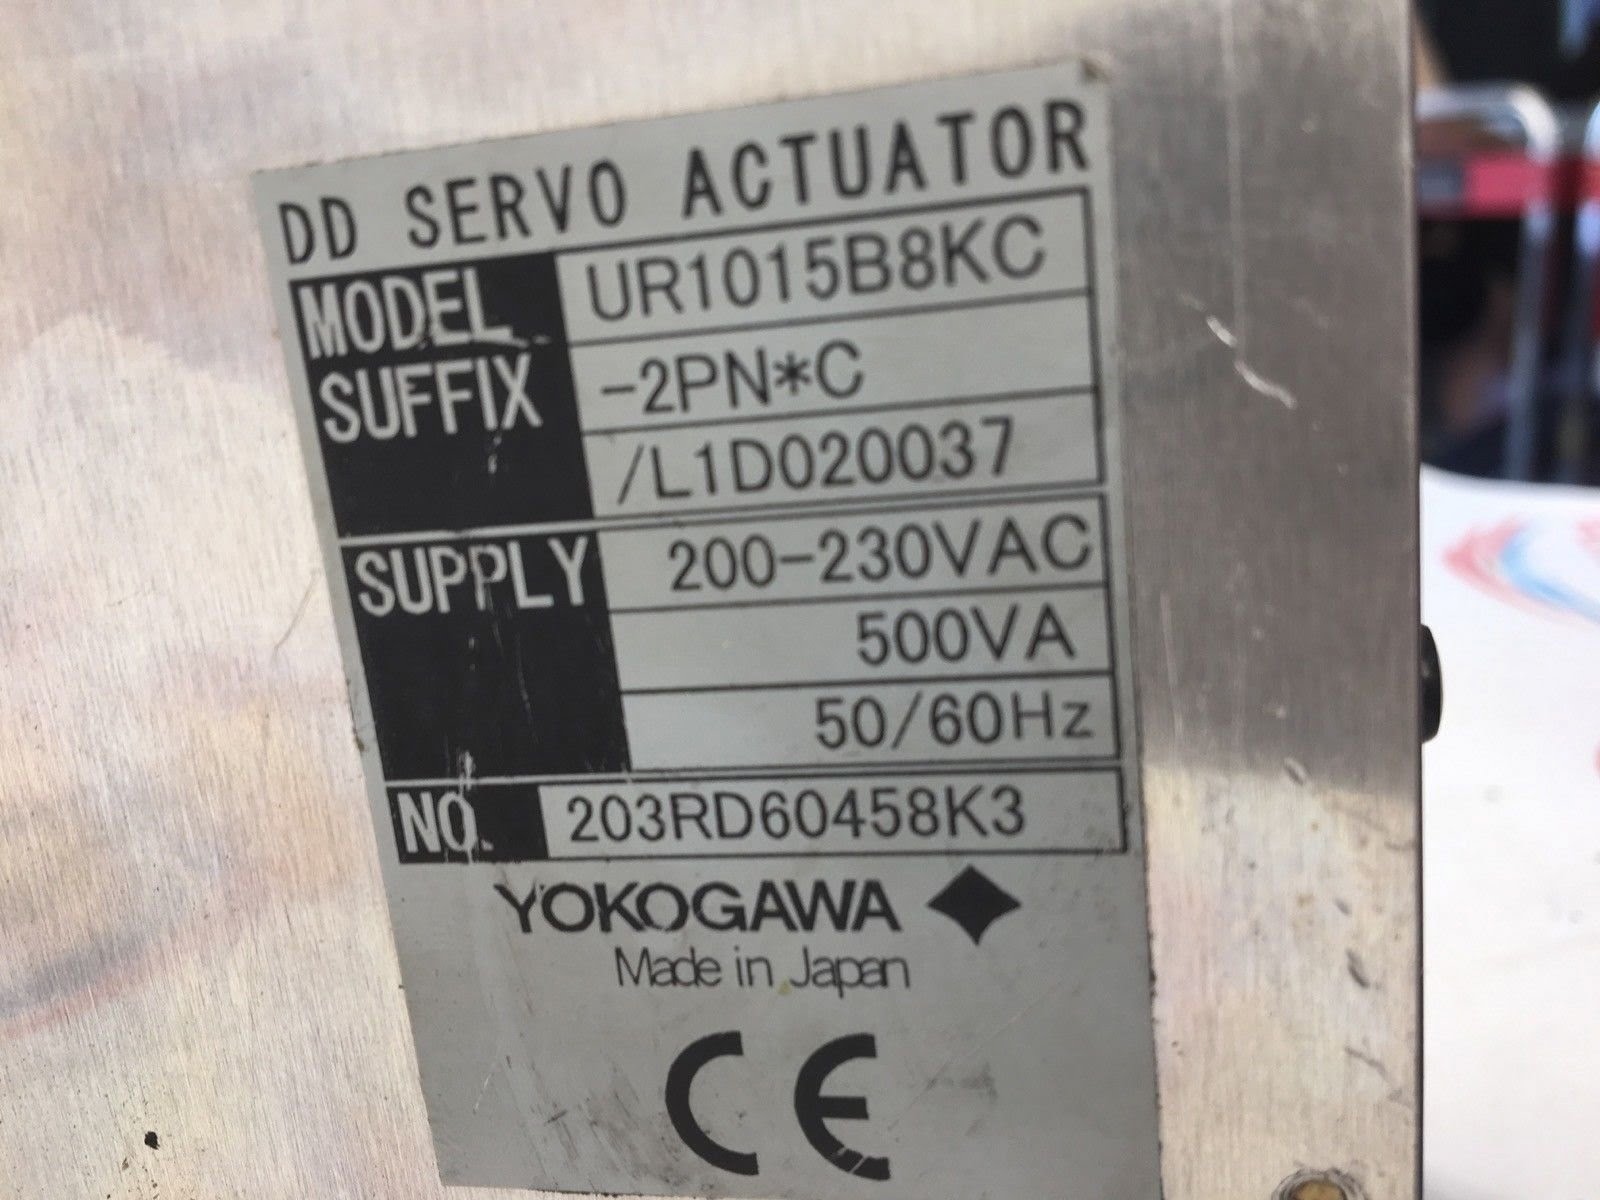 DD SERVO ACTUATOR
MODEL UR1015B8KC
SUFFIX -2PN*C
/L1D020037
SUPPLY 200-230VAC
500VA
50/60Hz
NO. 203RD60458K3
YOKOGAWA
Made in Japan
CE